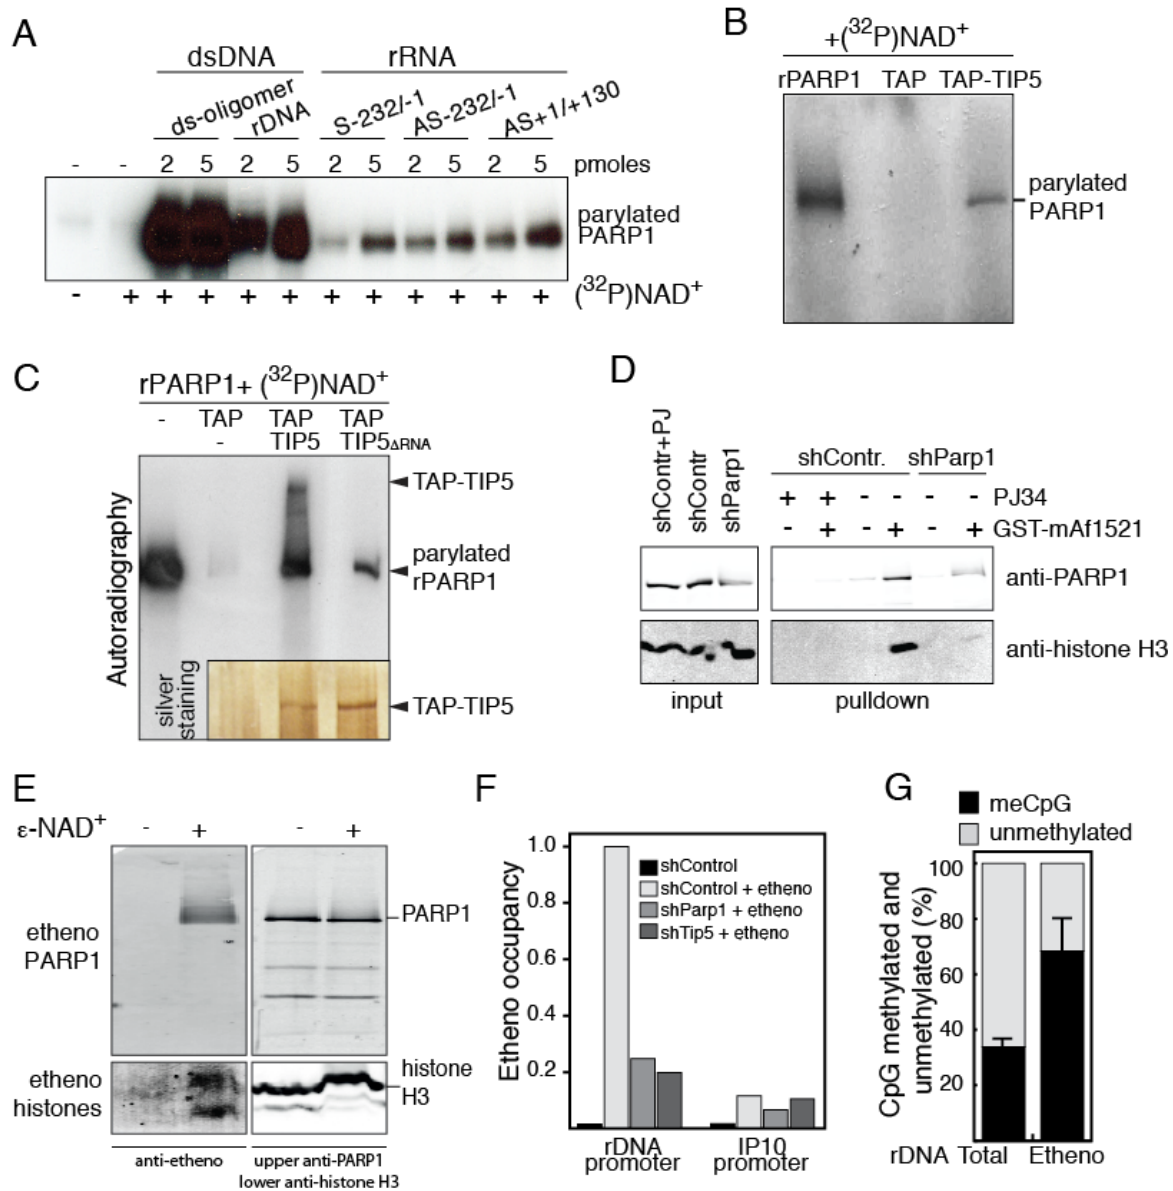 A
dsDNA rRNA
ds-oligomer rDNA S-232/-1 AS-232/-1 AS+1/+130
- - 2 5 2 5 2 5 2 5 2 5 pmoles
parylated
PARP1
- + + + + + + + + + + + (32P)NAD+
B
+(32P)NAD+
rPARP1 TAP TAP-TIP5
parylated
PARP1
C
rPARP1+ (32P)NAD+
- TAP TAP TAP
- TIP5 TIP5ΔRNA
Autoradiography
TAP-TIP5
parylated
rPARP1
silver
staining
TAP-TIP5
D
shContr+PJ
shContr
shParp1
shContr. shParp1
+ + - - - - PJ34
- + - + - + GST-mAf1521
anti-PARP1
anti-histone H3
input pulldown
E
ε-NAD+ - + - +
etheno
PARP1
PARP1
etheno
histones
histone
H3
anti-etheno upper anti-PARP1
lower anti-histone H3
F
Etheno occupancy
1.0
0.8
0.6
0.4
0.2
shControl
shControl + etheno
shParp1 + etheno
shTip5 + etheno
rDNA
promoter
IP10
promoter
G
meCpG
unmethylated
CpG methylated and
unmethylated (%)
100
80
60
40
20
rDNA Total Etheno